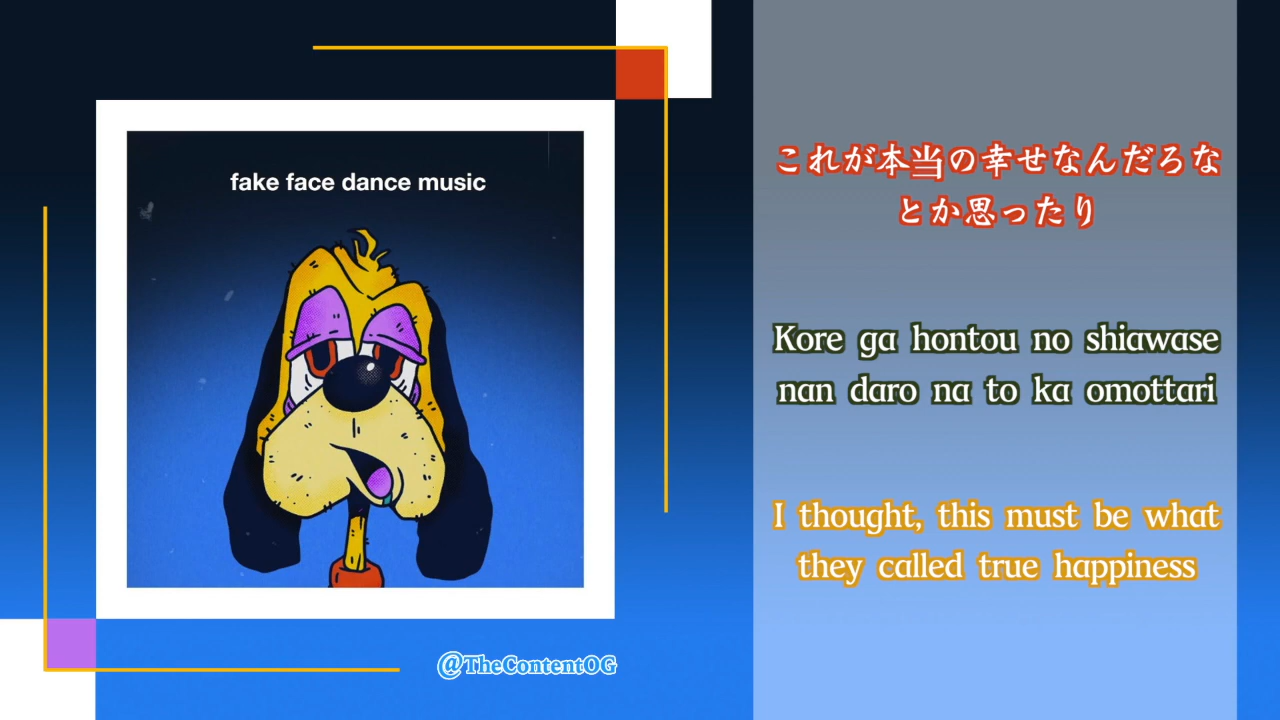 fake face dance music
@TheContentOG
これが本当の幸せなんだろな
とか思ったり
Kore ga hontou no shiawase
nan daro na to ka omottari
I thought, this must be what
they called true happiness